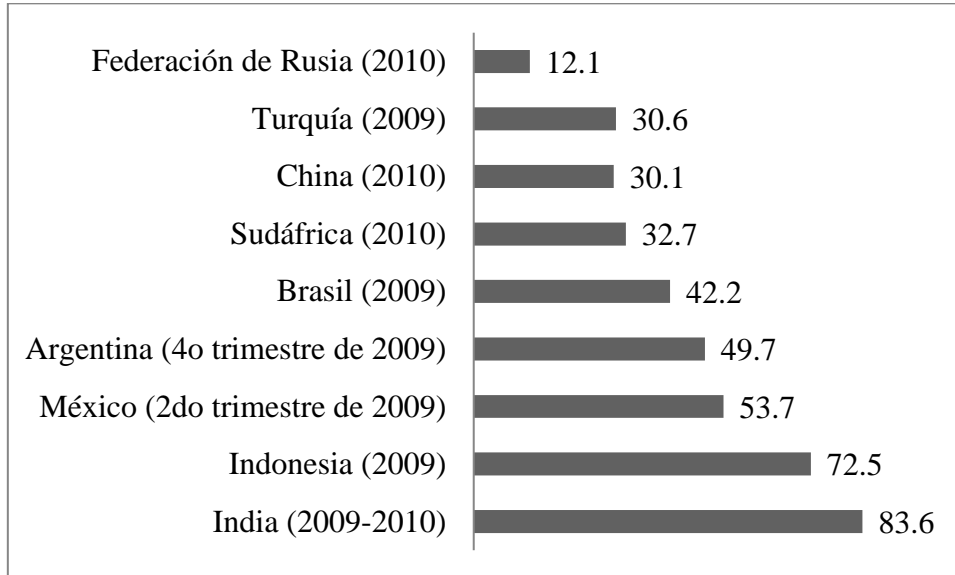 Federación de Rusia (2010) 12.1
Turquía (2009) 30.6
China (2010) 30.1
Sudáfrica (2010) 32.7
Brasil (2009) 42.2
Argentina (4o trimestre de 2009) 49.7
México (2do trimestre de 2009) 53.7
Indonesia (2009) 72.5
India (2009-2010) 83.6